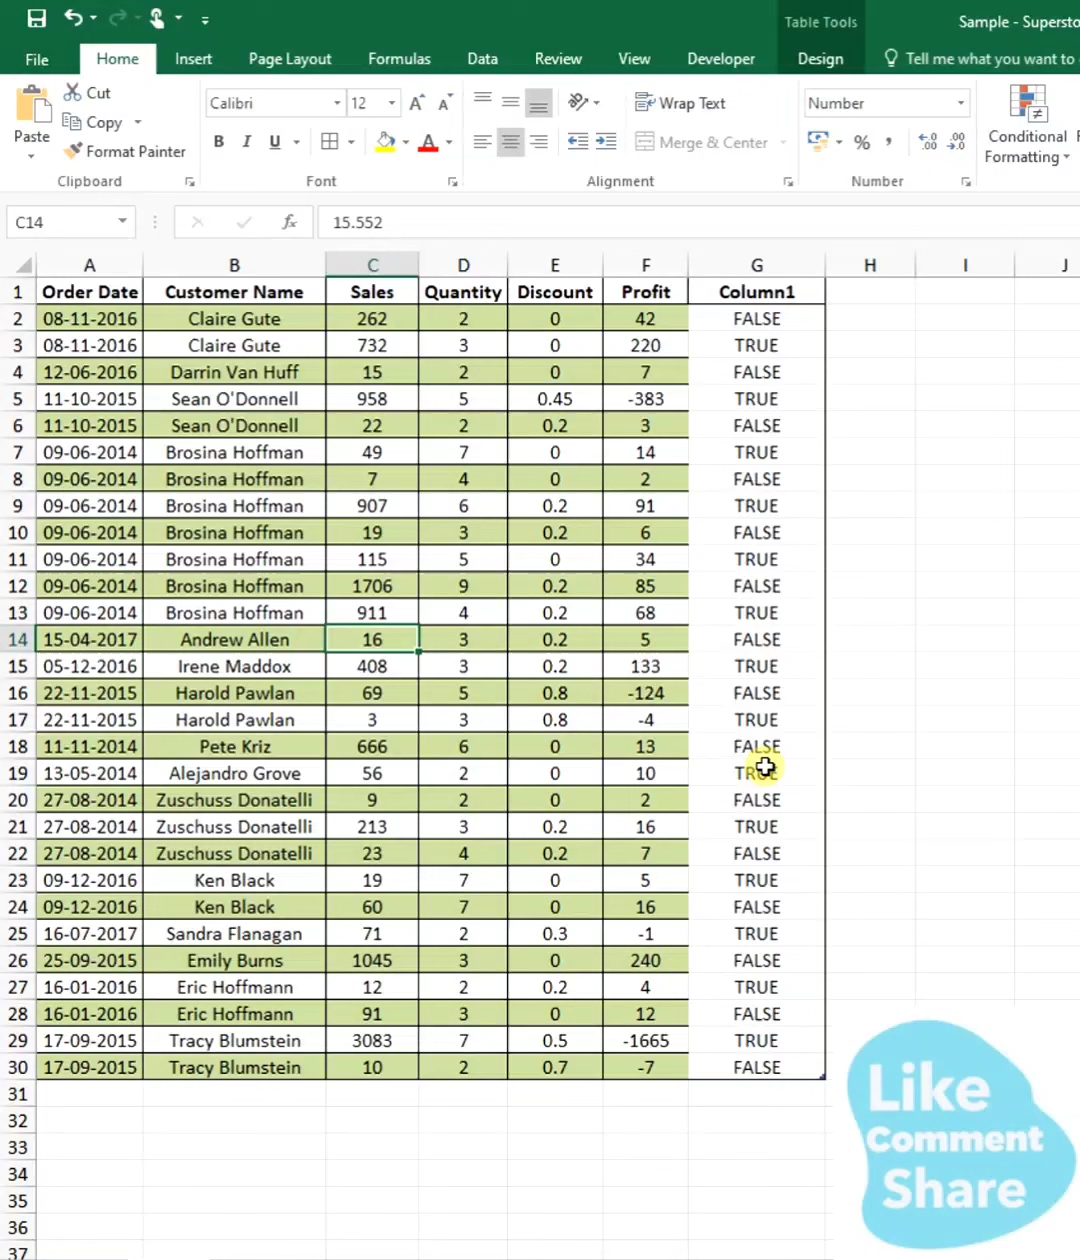 Table Tools
Sample - Supersto
File Home Insert Page Layout Formulas Data Review View Developer Design Tell me what you want to
Cut
Copy
Format Painter
Paste
Clipboard
Calibri 12
B I U A
Font
Wrap Text
Merge & Center
Alignment
Number
%
Number
Conditional
Formatting
C14 fx 15.552
A B C D E F G H I J
1 Order Date Customer Name Sales Quantity Discount Profit Column1
2 08-11-2016 Claire Gute 262 2 0 42 FALSE
3 08-11-2016 Claire Gute 732 3 0 220 TRUE
4 12-06-2016 Darrin Van Huff 15 2 0 7 FALSE
5 11-10-2015 Sean O'Donnell 958 5 0.45 -383 TRUE
6 11-10-2015 Sean O'Donnell 22 2 0.2 3 FALSE
7 09-06-2014 Brosina Hoffman 49 7 0 14 TRUE
8 09-06-2014 Brosina Hoffman 7 4 0 2 FALSE
9 09-06-2014 Brosina Hoffman 907 6 0.2 91 TRUE
10 09-06-2014 Brosina Hoffman 19 3 0.2 6 FALSE
11 09-06-2014 Brosina Hoffman 115 5 0 34 TRUE
12 09-06-2014 Brosina Hoffman 1706 9 0.2 85 FALSE
13 09-06-2014 Brosina Hoffman 911 4 0.2 68 TRUE
14 15-04-2017 Andrew Allen 16 3 0.2 5 FALSE
15 05-12-2016 Irene Maddox 408 3 0.2 133 TRUE
16 22-11-2015 Harold Pawlan 69 5 0.8 -124 FALSE
17 22-11-2015 Harold Pawlan 3 3 0.8 -4 TRUE
18 11-11-2014 Pete Kriz 666 6 0 13 FALSE
19 13-05-2014 Alejandro Grove 56 2 0 10 TRUE
20 27-08-2014 Zuschuss Donatelli 9 2 0 2 FALSE
21 27-08-2014 Zuschuss Donatelli 213 3 0.2 16 TRUE
22 27-08-2014 Zuschuss Donatelli 23 4 0.2 7 FALSE
23 09-12-2016 Ken Black 19 7 0 5 TRUE
24 09-12-2016 Ken Black 60 7 0 16 FALSE
25 16-07-2017 Sandra Flanagan 71 2 0.3 -1 TRUE
26 25-09-2015 Emily Burns 1045 3 0 240 FALSE
27 16-01-2016 Eric Hoffmann 12 2 0.2 4 TRUE
28 16-01-2016 Eric Hoffmann 91 3 0 12 FALSE
29 17-09-2015 Tracy Blumstein 3083 7 0.5 -1665 TRUE
30 17-09-2015 Tracy Blumstein 10 2 0.7 -7 FALSE
31
32
33
34
35
36
37
Like
Comment
Share